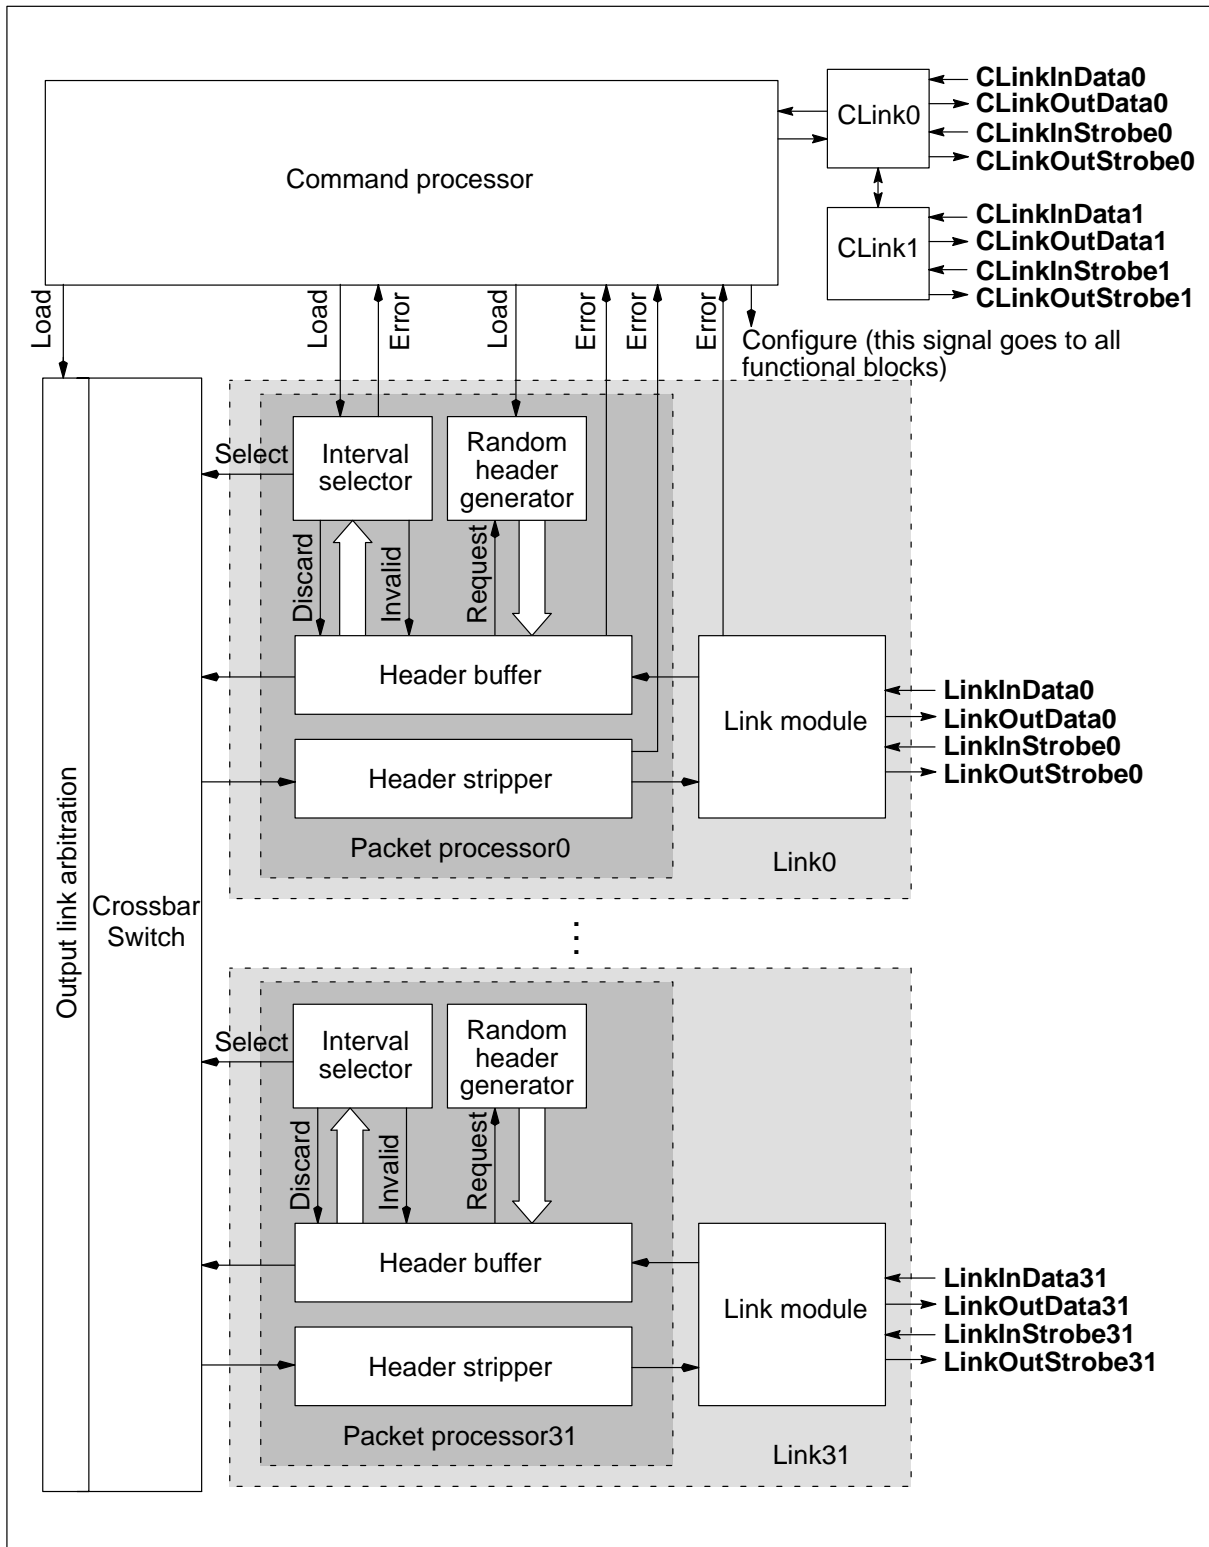 CLinkInData0
CLinkOutData0
CLink0
CLinkInStrobe0
CLinkOutStrobe0
Command processor
CLinkInData1
CLinkOutData1
CLink1
CLinkInStrobe1
CLinkOutStrobe1
Load
Load
Error
Load
Error
Error
Error
Configure (this signal goes to all
functional blocks)
Select
Interval
selector
Random
header
generator
Discard
Invalid
Request
Header buffer
Link module
LinkInData0
LinkOutData0
LinkInStrobe0
LinkOutStrobe0
Header stripper
Packet processor0
Link0
Output link arbitration
Crossbar
Switch
Select
Interval
selector
Random
header
generator
Discard
Invalid
Request
Header buffer
Link module
LinkInData31
LinkOutData31
LinkInStrobe31
LinkOutStrobe31
Header stripper
Packet processor31
Link31